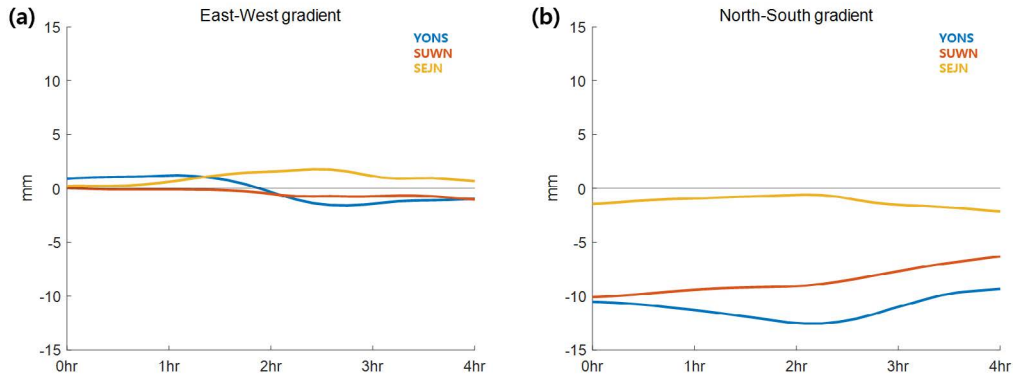 (a)
East-West gradient
15
10
5
0
-5
-10
-15
mm
0hr 1hr 2hr 3hr 4hr
YONS
SUWN
SEJN
(b)
North-South gradient
15
10
5
0
-5
-10
-15
mm
0hr 1hr 2hr 3hr 4hr
YONS
SUWN
SEJN